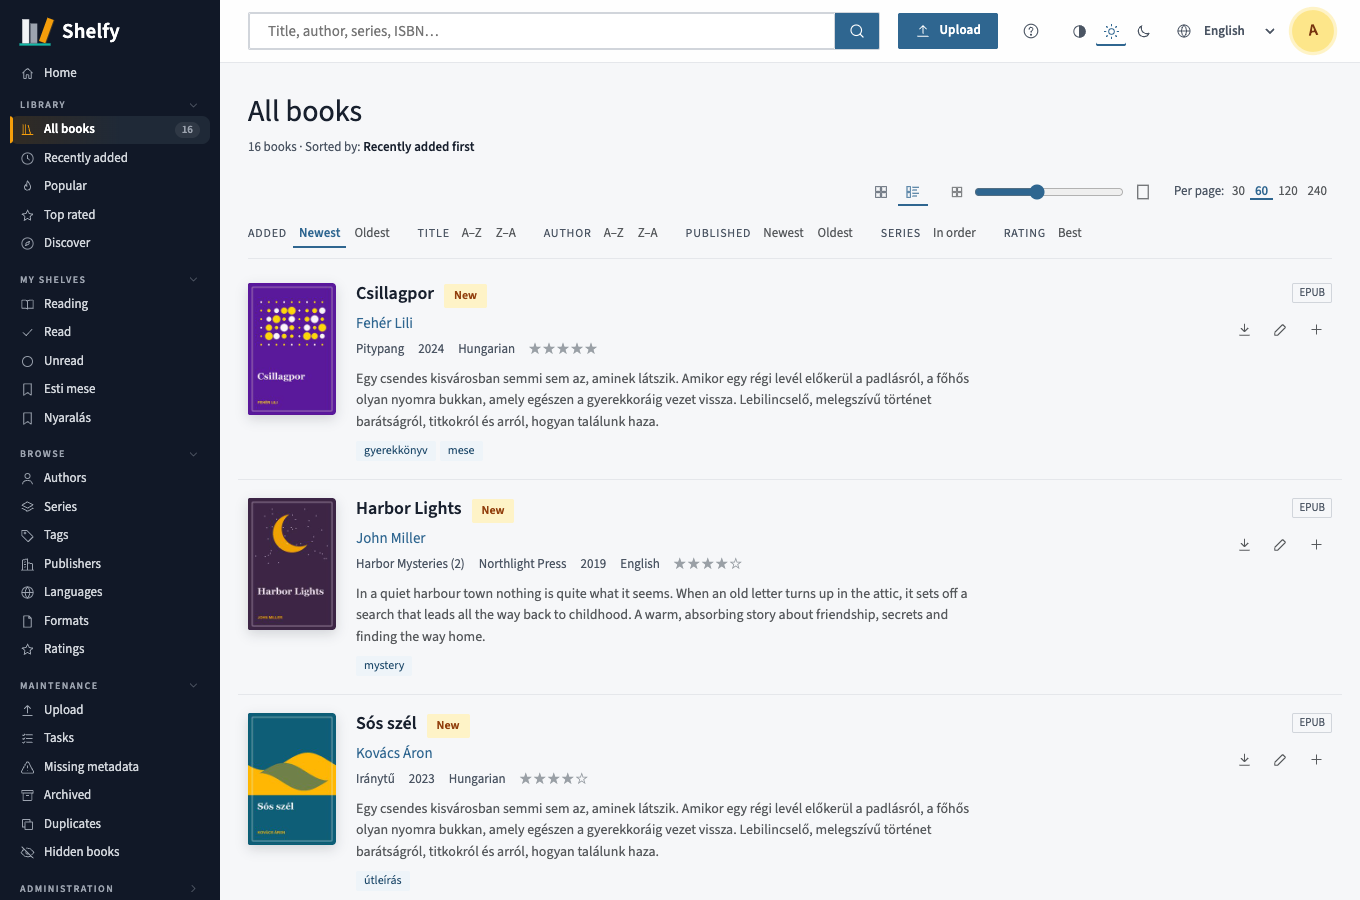 Shelfy
Home
LIBRARY
All books 16
Recently added
Popular
Top rated
Discover
MY SHELVES
Reading
Read
Unread
Esti mese
Nyaralás
BROWSE
Authors
Series
Tags
Publishers
Languages
Formats
Ratings
MAINTENANCE
Upload
Tasks
Missing metadata
Archived
Duplicates
Hidden books
ADMINISTRATION
Title, author, series, ISBN…
Upload
English
A
All books
16 books · Sorted by: Recently added first
Per page: 30 60 120 240
ADDED Newest Oldest TITLE A–Z Z–A AUTHOR A–Z Z–A PUBLISHED Newest Oldest SERIES In order RATING Best
Csillagpor
FEHÉR LILI
Csillagpor New
EPUB
Fehér Lili
Pitypang 2024 Hungarian
Egy csendes kisvárosban semmi sem az, aminek látszik. Amikor egy régi levél előkerül a padlásról, a főhős
olyan nyomra bukkan, amely egészen a gyerekkoráig vezet vissza. Lebilincselő, melegszívű történet
barátságról, titkokról és arról, hogyan találunk haza.
gyerekkönyv mese
Harbor Lights
JOHN MILLER
Harbor Lights New
EPUB
John Miller
Harbor Mysteries (2) Northlight Press 2019 English
In a quiet harbour town nothing is quite what it seems. When an old letter turns up in the attic, it sets off a
search that leads all the way back to childhood. A warm, absorbing story about friendship, secrets and
finding the way home.
mystery
Sós szél
KOVÁCS ÁRON
Sós szél New
EPUB
Kovács Áron
Iránytű 2023 Hungarian
Egy csendes kisvárosban semmi sem az, aminek látszik. Amikor egy régi levél előkerül a padlásról, a főhős
olyan nyomra bukkan, amely egészen a gyerekkoráig vezet vissza. Lebilincselő, melegszívű történet
barátságról, titkokról és arról, hogyan találunk haza.
útleírás